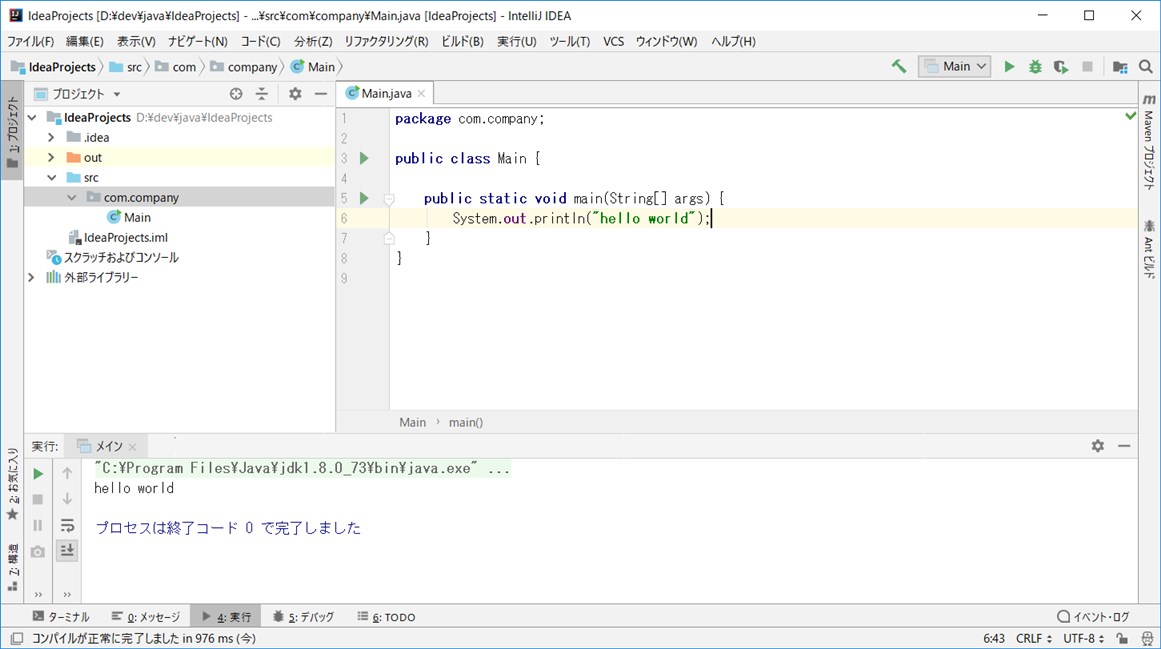 IdeaProjects [D:¥dev¥java¥IdeaProjects] - ...¥src¥com¥company¥Main.java [IdeaProjects] - IntelliJ IDEA
ファイル(F) 編集(E) 表示(V) ナビゲート(N) コード(C) 分析(Z) リファクタリング(R) ビルド(B) 実行(U) ツール(T) VCS ウィンドウ(W) ヘルプ(H)
IdeaProjects src com company Main
Main
1: プロジェクト
プロジェクト
IdeaProjects D:¥dev¥java¥IdeaProjects
.idea
out
src
com.company
Main
IdeaProjects.iml
スクラッチおよびコンソール
外部ライブラリー
Main.java
1 package com.company;
2
3 public class Main {
4
5 public static void main(String[] args) {
6 System.out.println("hello world");
7 }
8 }
9
Main › main()
Maven プロジェクト
Ant ビルド
実行: メイン
2: お気に入り
7: 構造
"C:¥Program Files¥Java¥jdk1.8.0_73¥bin¥java.exe" ...
hello world
プロセスは終了コード 0 で完了しました
ターミナル 0: メッセージ 4: 実行 5: デバッグ 6: TODO イベント・ログ
コンパイルが正常に完了しました in 976 ms (今) 6:43 CRLF UTF-8